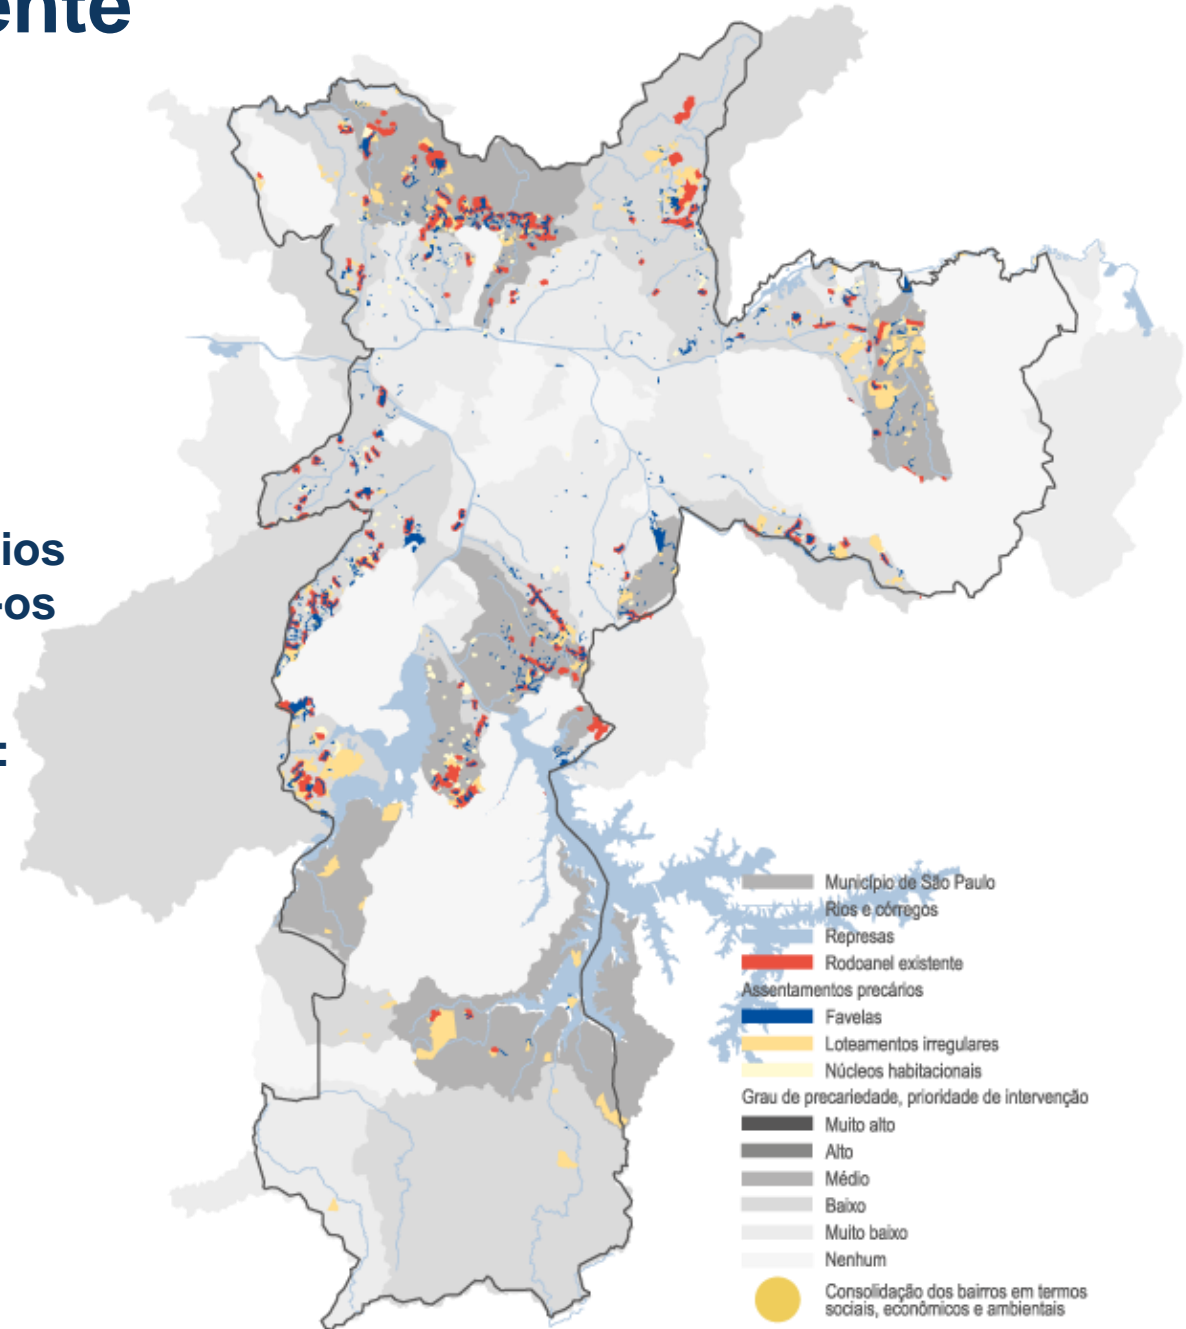 ente
ios
-os
:
Município de São Paulo
Rios e córregos
Represas
Rodoanel existente
Assentamentos precários
Favelas
Loteamentos irregulares
Núcleos habitacionais
Grau de precariedade, prioridade de intervenção
Muito alto
Alto
Médio
Baixo
Muito baixo
Nenhum
Consolidação dos bairros em termos
sociais, econômicos e ambientais